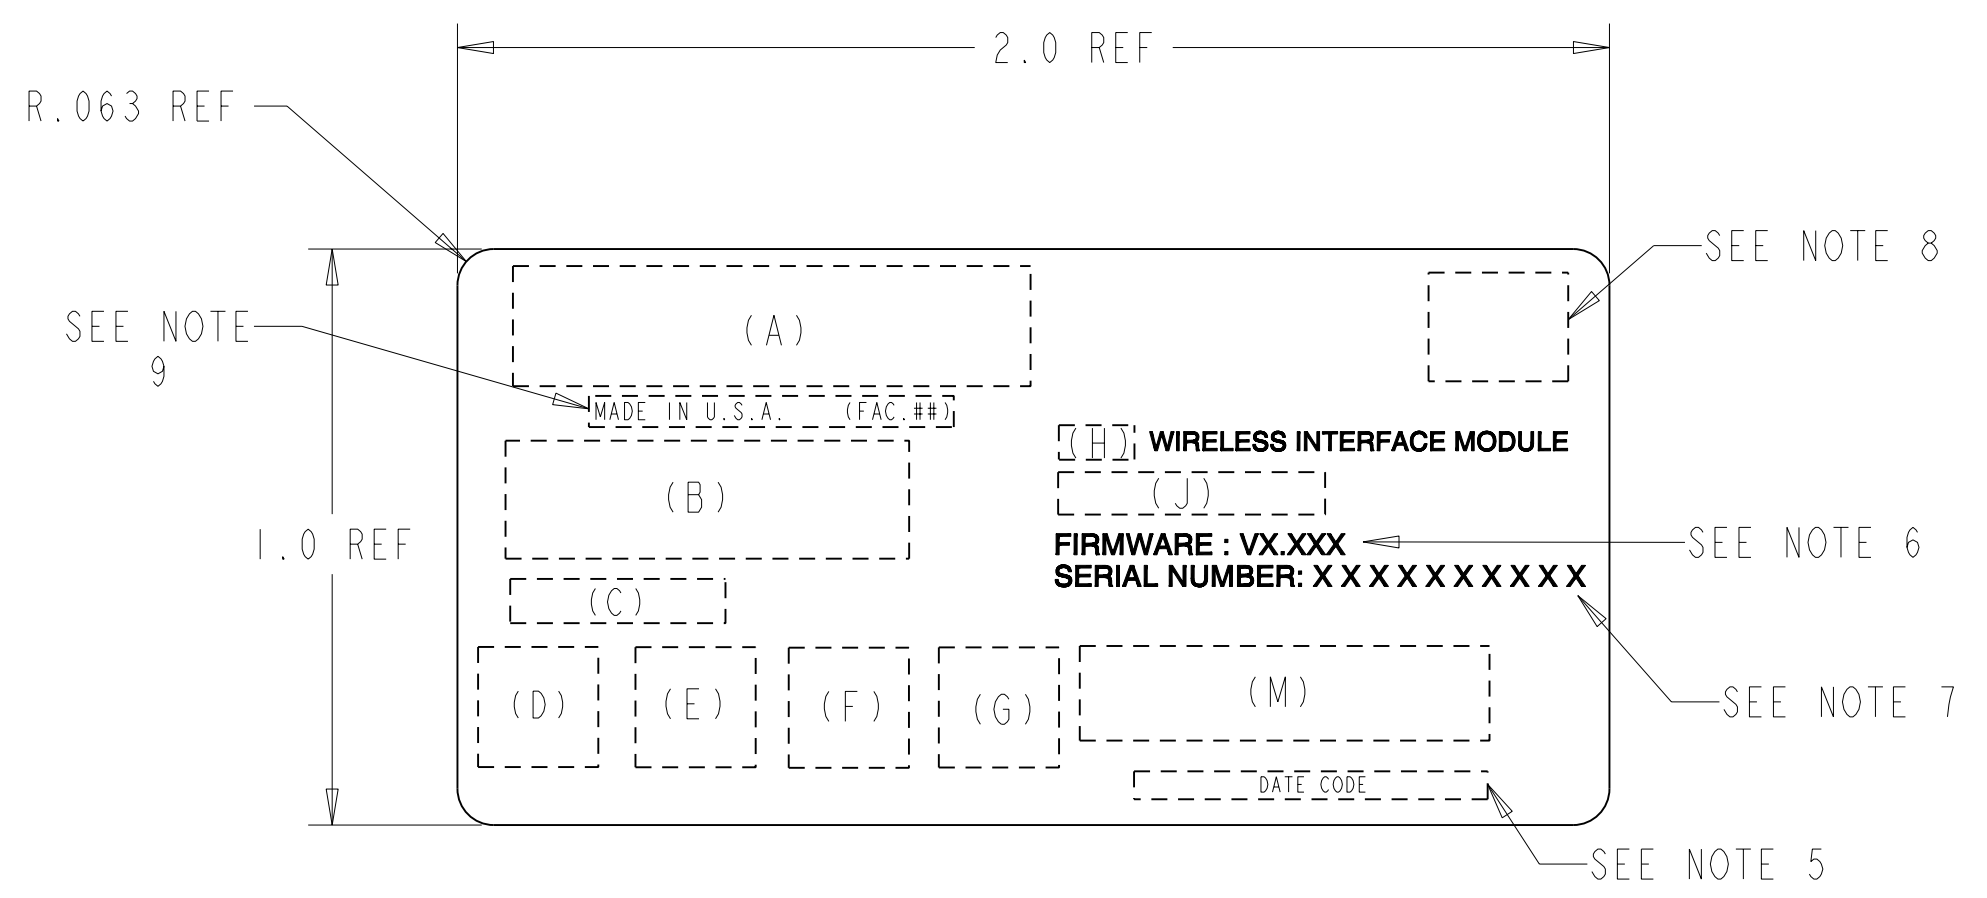 2.0 REF
R.063 REF
SEE NOTE 8
(A)
SEE NOTE
9
MADE IN U.S.A. (FAC.##)
(H) WIRELESS INTERFACE MODULE
(B)
(J)
1.0 REF
FIRMWARE : VX.XXX
SEE NOTE 6
SERIAL NUMBER: X X X X X X X X X X
(C)
(D) (E) (F) (G) (M)
SEE NOTE 7
DATE CODE
SEE NOTE 5